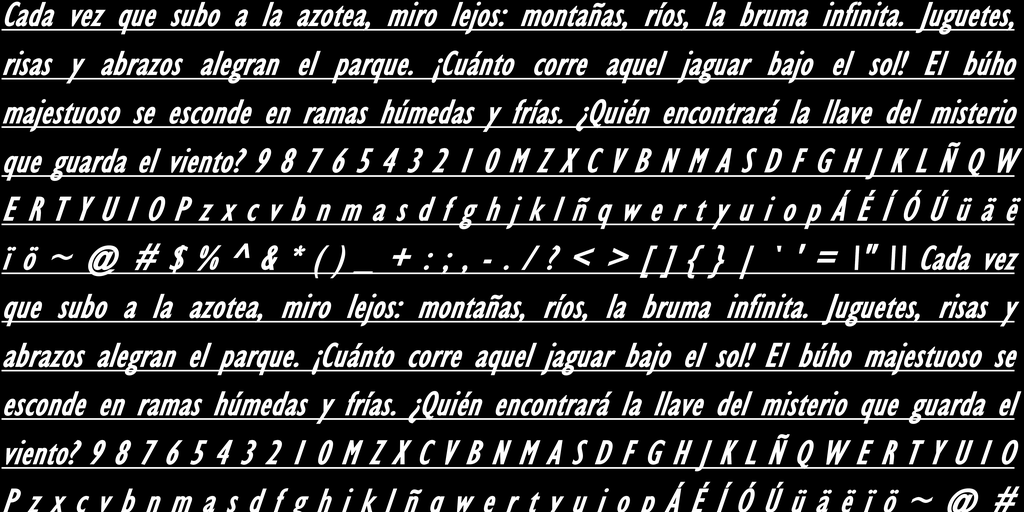 Cada vez que subo a la azotea, miro lejos: montañas, ríos, la bruma infinita. Juguetes,
risas y abrazos alegran el parque. ¡Cuánto corre aquel jaguar bajo el sol! El búho
majestuoso se esconde en ramas húmedas y frías. ¿Quién encontrará la llave del misterio
que guarda el viento? 9 8 7 6 5 4 3 2 1 0 M Z X C V B N M A S D F G H J K L Ñ Q W
E R T Y U I O P z x c v b n m a s d f g h j k l ñ q w e r t y u i o p Á É Í Ó Ú ü ä ë
ï ö ~ @ # $ % ^ & * ( ) _ + : ; , - . / ? < > [ ] { } | ` ' = \" \\ Cada vez
que subo a la azotea, miro lejos: montañas, ríos, la bruma infinita. Juguetes, risas y
abrazos alegran el parque. ¡Cuánto corre aquel jaguar bajo el sol! El búho majestuoso se
esconde en ramas húmedas y frías. ¿Quién encontrará la llave del misterio que guarda el
viento? 9 8 7 6 5 4 3 2 1 0 M Z X C V B N M A S D F G H J K L Ñ Q W E R T Y U I O
P z x c v b n m a s d f g h j k l ñ q w e r t y u i o p Á É Í Ó Ú ü ä ë ï ö ~ @ #